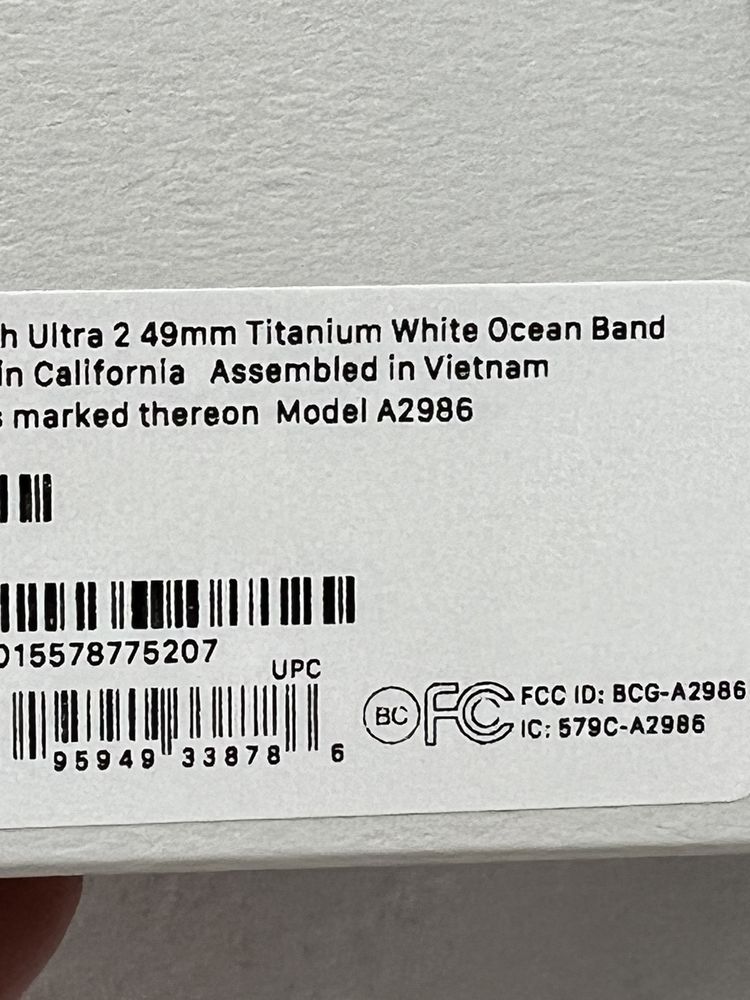 h Ultra 2 49mm Titanium White Ocean Band
in California Assembled in Vietnam
s marked thereon Model A2986
015578775207
UPC
95949 33878 6
BC FC FCC ID: BCG-A2986
IC: 579C-A2986